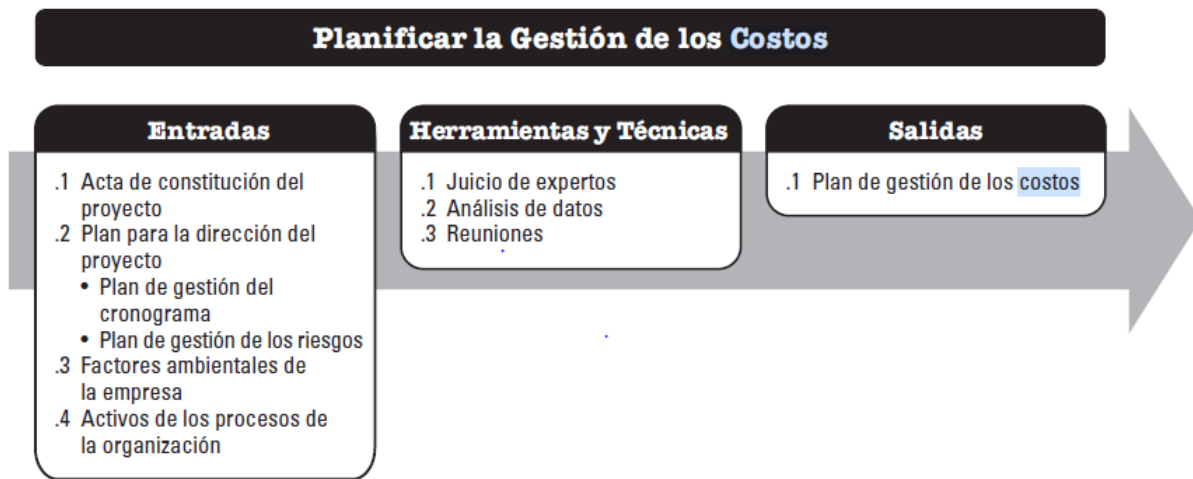 Planificar la Gestión de los Costos
Entradas
.1 Acta de constitución del
proyecto
.2 Plan para la dirección del
proyecto
• Plan de gestión del
cronograma
• Plan de gestión de los riesgos
.3 Factores ambientales de
la empresa
.4 Activos de los procesos de
la organización
Herramientas y Técnicas
.1 Juicio de expertos
.2 Análisis de datos
.3 Reuniones
Salidas
.1 Plan de gestión de los costos